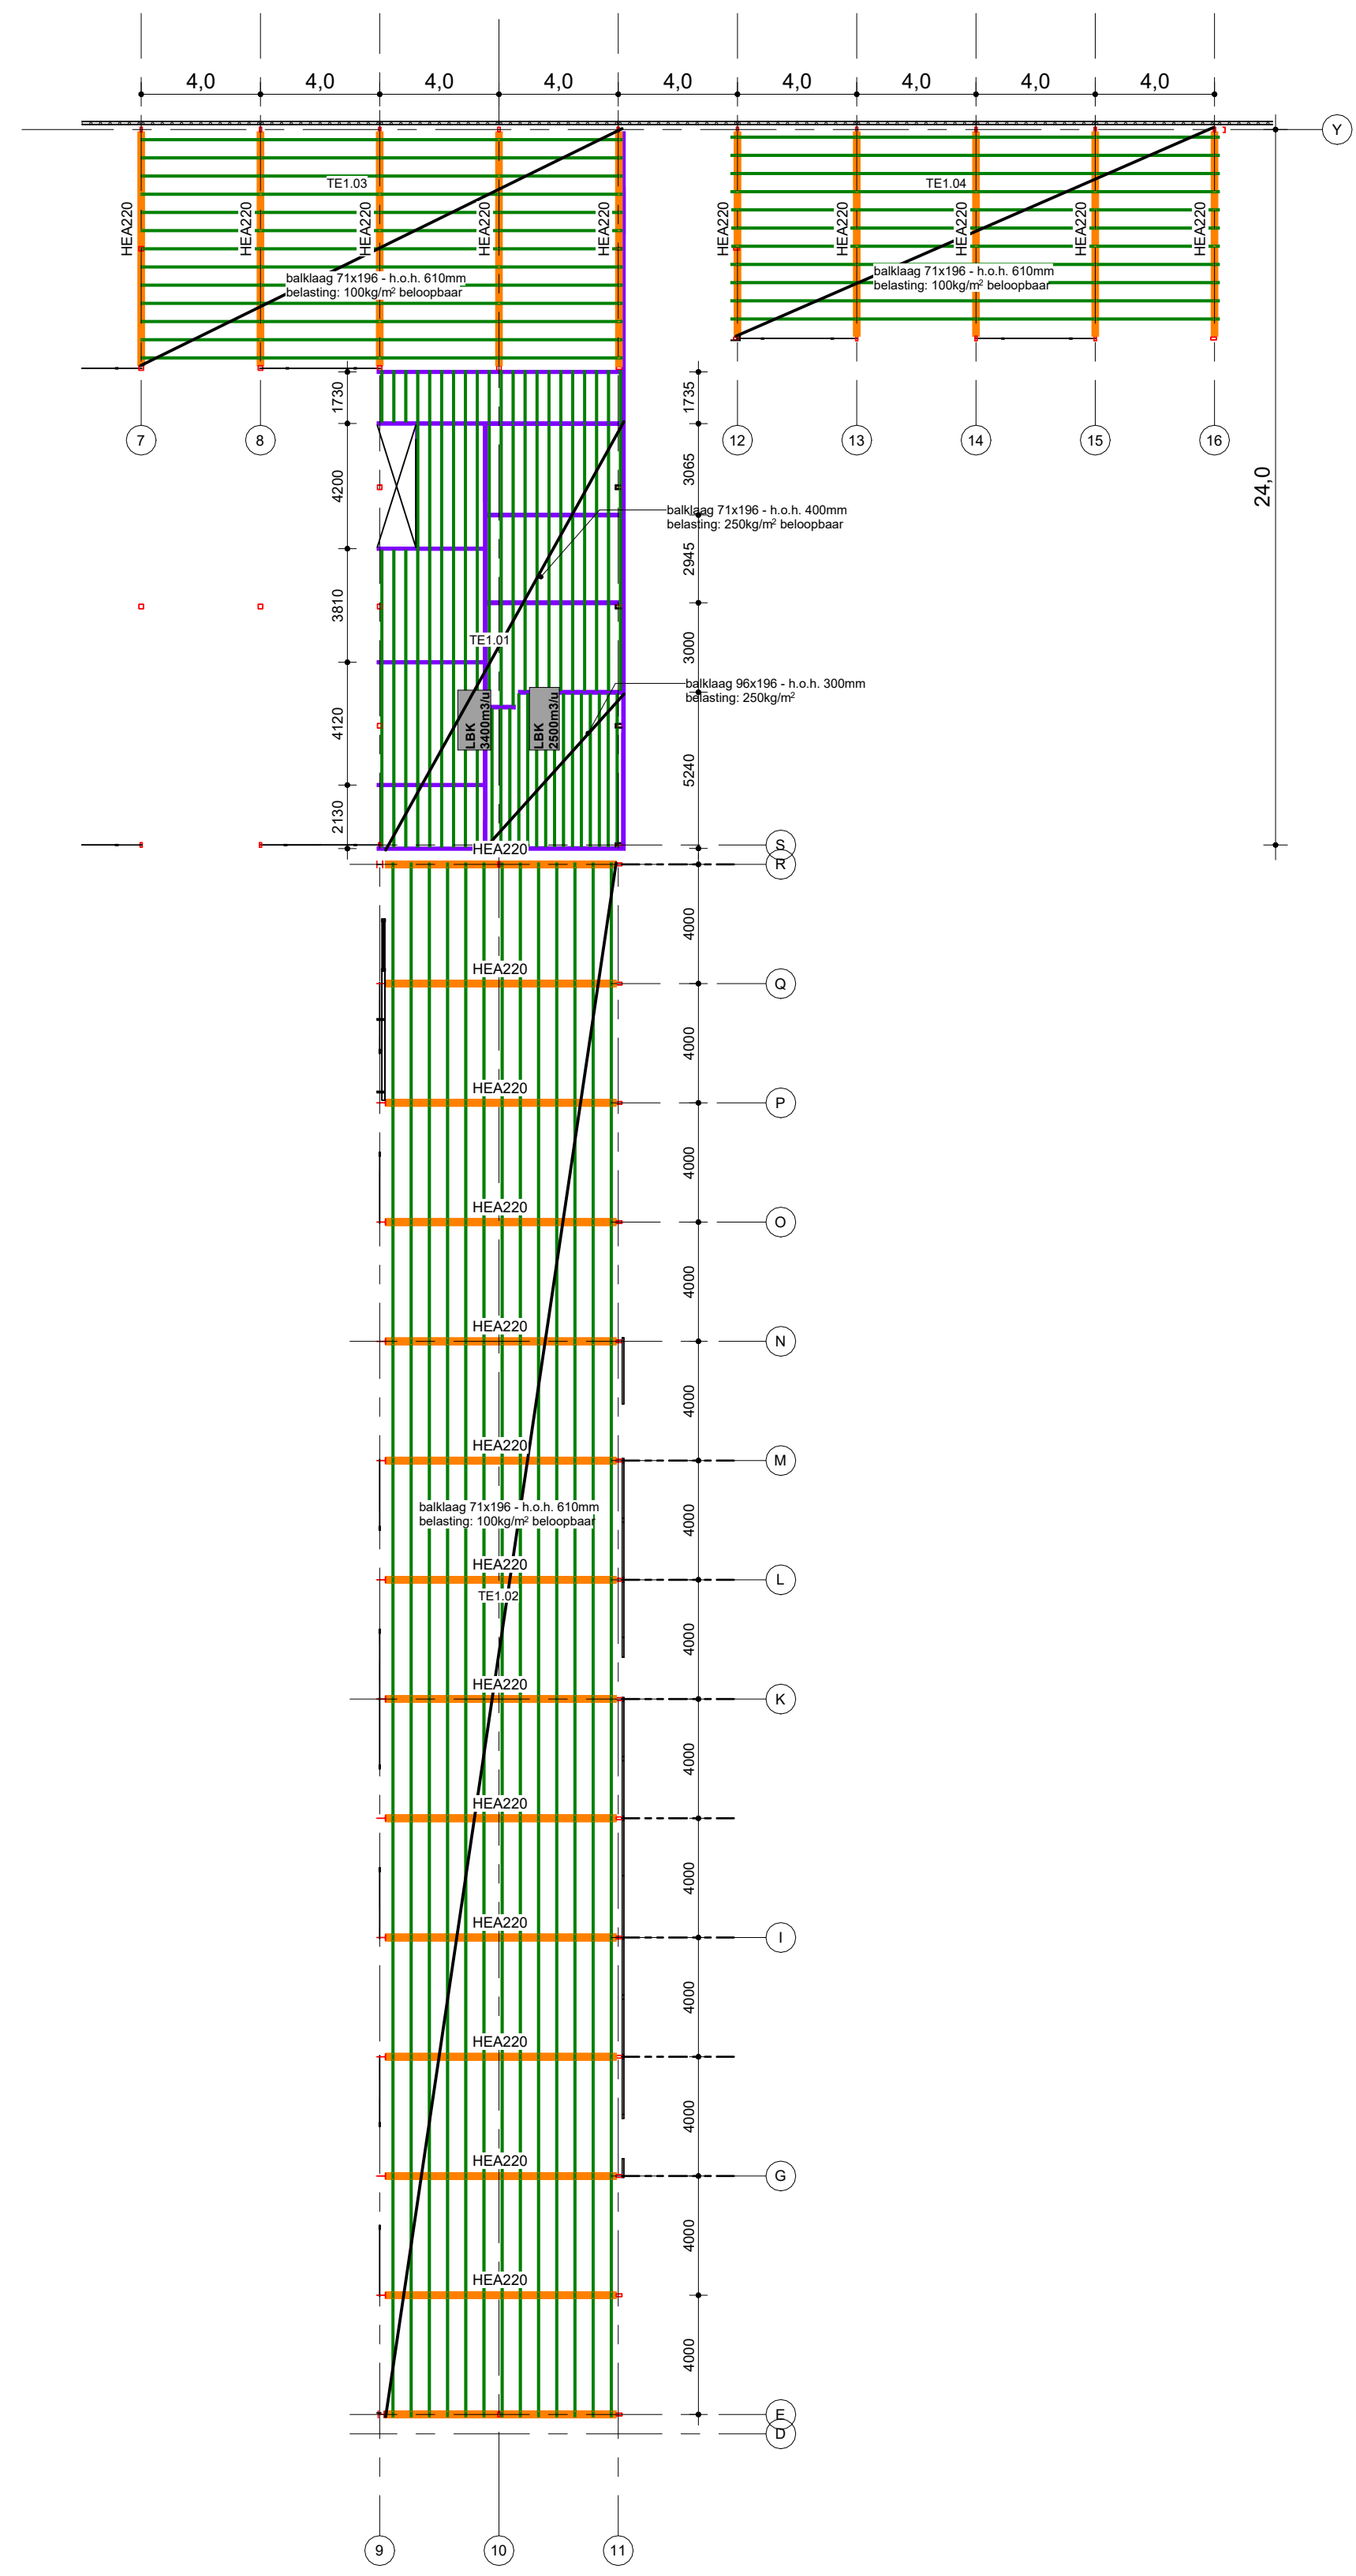 4,0 4,0 4,0 4,0 4,0 4,0 4,0 4,0 4,0
Y
TE1.03
TE1.04
HEA220 HEA220 HEA220 HEA220 HEA220 HEA220 HEA220 HEA220 HEA220 HEA220
balklaag 71x196 - h.o.h. 610mm
belasting: 100kg/m² beloopbaar
balklaag 71x196 - h.o.h. 610mm
belasting: 100kg/m² beloopbaar
1730
1735
7 8 12 13 14 15 16
4200
3065
24,0
balklaag 71x196 - h.o.h. 400mm
belasting: 250kg/m² beloopbaar
2945
3810
TE1.01
3000
balklaag 96x196 - h.o.h. 300mm
belasting: 250kg/m²
LBK
3400m3/u
LBK
2500m3/u
4120
5240
2130
S
HEA220
R
4000
HEA220
Q
4000
HEA220
P
4000
HEA220
O
4000
HEA220
N
4000
HEA220
M
balklaag 71x196 - h.o.h. 610mm
belasting: 100kg/m² beloopbaar
4000
HEA220
L
TE1.02
4000
HEA220
K
4000
HEA220
4000
HEA220
I
4000
HEA220
4000
HEA220
G
4000
HEA220
4000
E
D
9 10 11